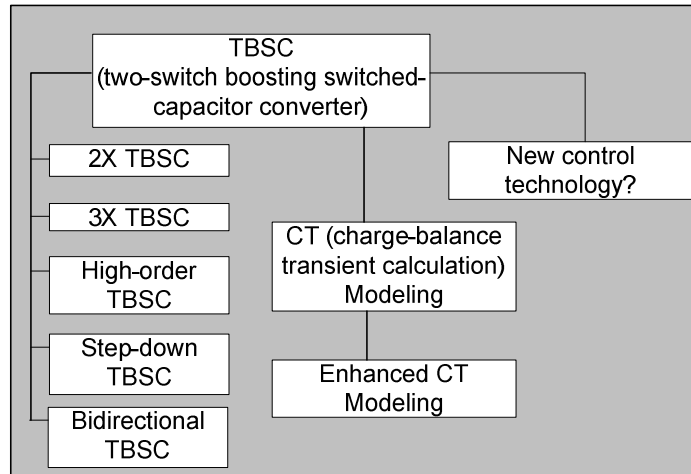 TBSC
(two-switch boosting switched-
capacitor converter)
2X TBSC
3X TBSC
High-order
TBSC
Step-down
TBSC
Bidirectional
TBSC
CT (charge-balance
transient calculation)
Modeling
Enhanced CT
Modeling
New control
technology?